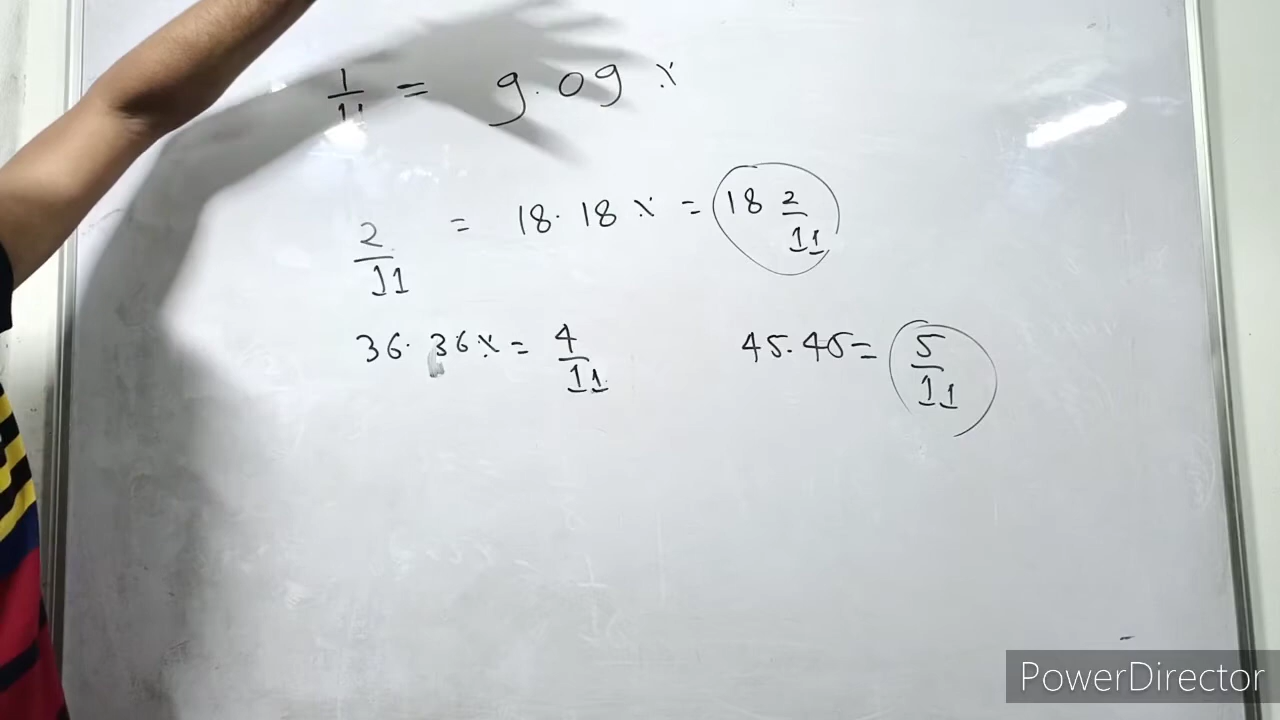 1/11 = 9.09 %
2/11 = 18.18 % = 18 2/11
36.36 % = 4/11 45.45 = 5/11
PowerDirector